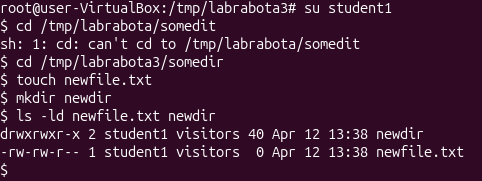 root@user-VirtualBox:/tmp/labrabota3# su student1
$ cd /tmp/labrabota/somedit
sh: 1: cd: can't cd to /tmp/labrabota/somedit
$ cd /tmp/labrabota3/somedir
$ touch newfile.txt
$ mkdir newdir
$ ls -ld newfile.txt newdir
drwxrwxr-x 2 student1 visitors 40 Apr 12 13:38 newdir
-rw-rw-r-- 1 student1 visitors  0 Apr 12 13:38 newfile.txt
$